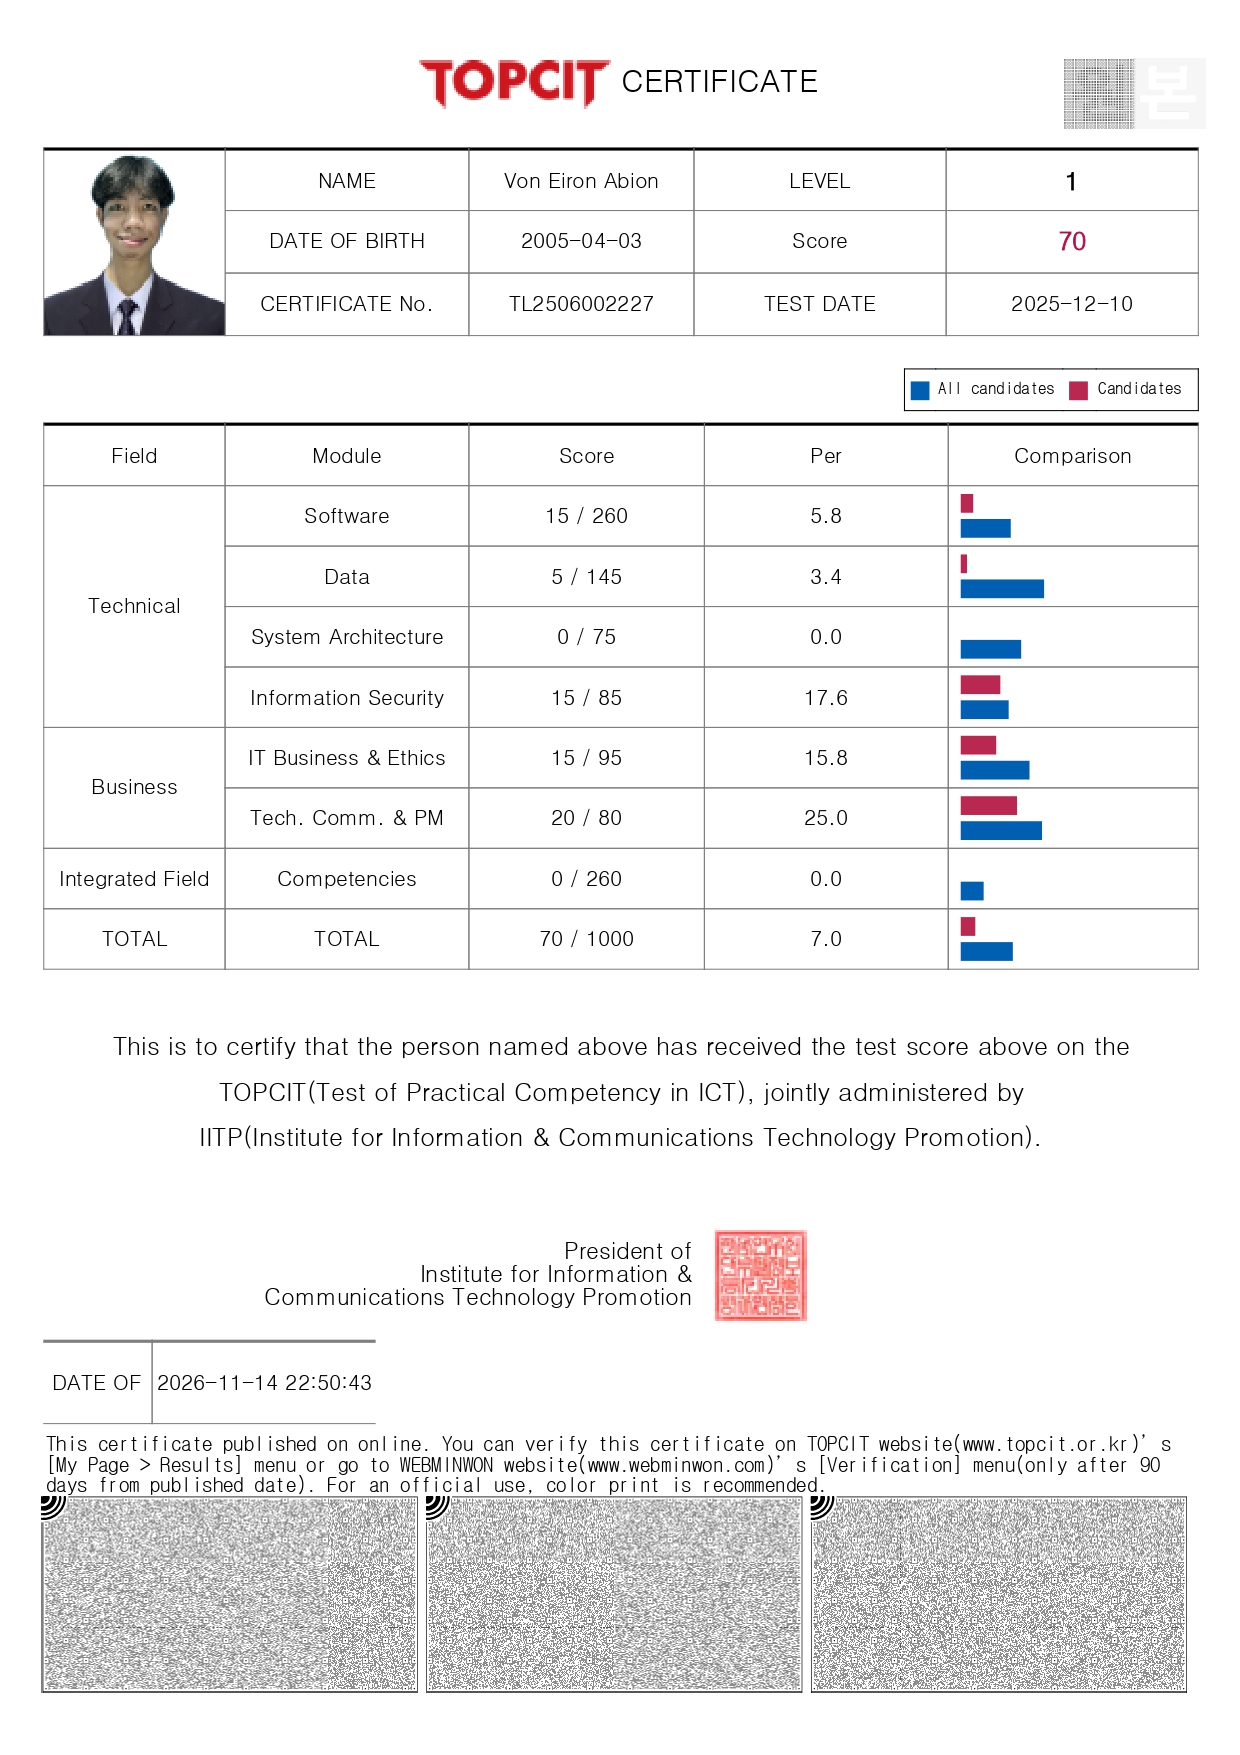 TOPCIT CERTIFICATE
본
NAME Von Eiron Abion LEVEL 1
DATE OF BIRTH 2005-04-03 Score 70
CERTIFICATE No. TL2506002227 TEST DATE 2025-12-10
All candidates Candidates
Field Module Score Per Comparison
Technical
Software 15 / 260 5.8
Data 5 / 145 3.4
System Architecture 0 / 75 0.0
Information Security 15 / 85 17.6
Business
IT Business & Ethics 15 / 95 15.8
Tech. Comm. & PM 20 / 80 25.0
Integrated Field Competencies 0 / 260 0.0
TOTAL TOTAL 70 / 1000 7.0
This is to certify that the person named above has received the test score above on the
TOPCIT(Test of Practical Competency in ICT), jointly administered by
IITP(Institute for Information & Communications Technology Promotion).
President of
Institute for Information &
Communications Technology Promotion
DATE OF 2026-11-14 22:50:43
This certificate published on online. You can verify this certificate on TOPCIT website(www.topcit.or.kr)’s
[My Page > Results] menu or go to WEBMINWON website(www.webminwon.com)’s [Verification] menu(only after 90
days from published date). For an official use, color print is recommended.